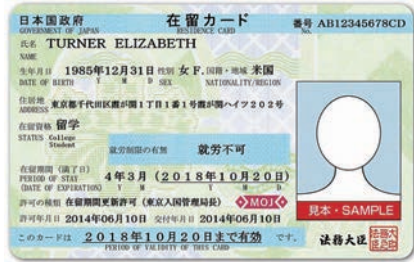 日本国政府 在留カード 番号 AB12345678CD
GOVERNMENT OF JAPAN RESIDENCE CARD No.
氏名 TURNER ELIZABETH
NAME
生年月日 1985年12月31日 性別 女 F. 国籍・地域 米国
DATE OF BIRTH Y M D SEX NATIONALITY/REGION
住居地 東京都千代田区霞が関1丁目1番1号霞が関ハイツ202号
ADDRESS
在留資格 留学
STATUS College
Student
就労制限の有無 就労不可
在留期間(満了日) 4年3月(2018年10月20日)
PERIOD OF STAY Y M Y M D
(DATE OF EXPIRATION)
許可の種類 在留期間更新許可(東京入国管理局長) MOJ
見本・SAMPLE
許可年月日 2014年06月10日 交付年月日 2014年06月10日
このカードは 2018年10月20日まで有効 です。
PERIOD OF VALIDITY OF THIS CARD
法務大臣